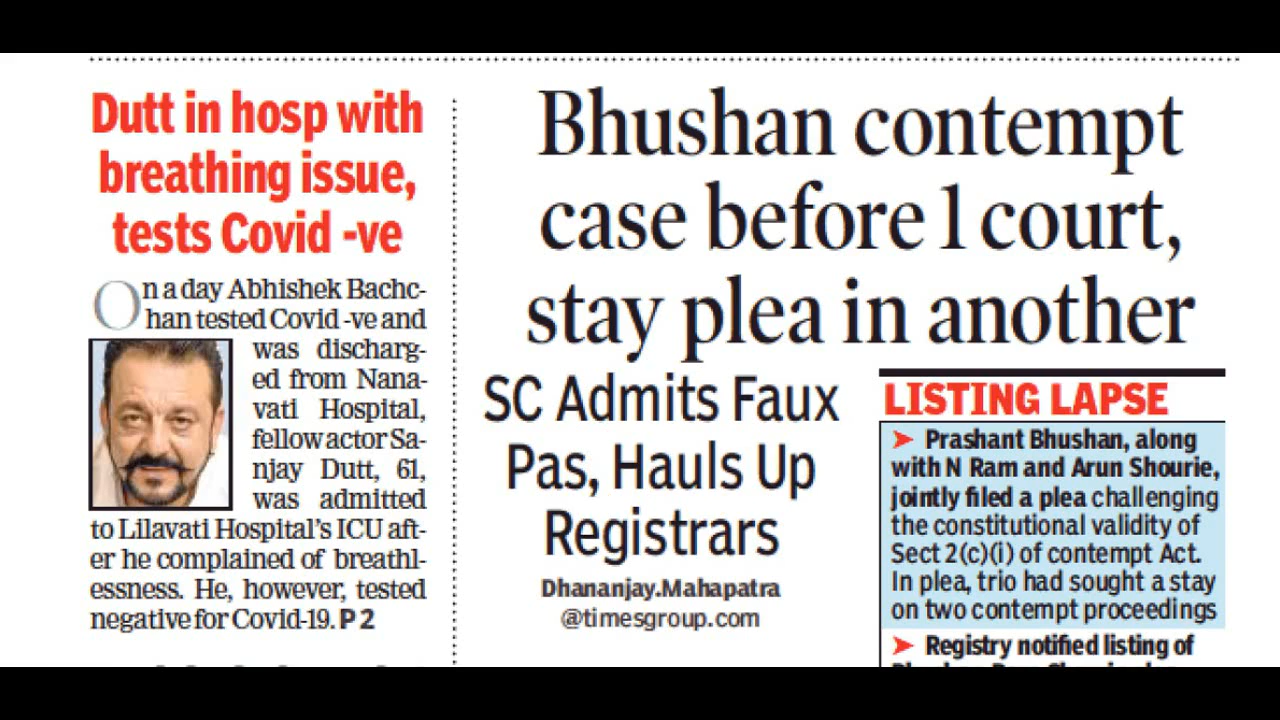 Dutt in hosp with
breathing issue,
tests Covid -ve
On a day Abhishek Bachc-
han tested Covid -ve and
was discharg-
ed from Nana-
vati Hospital,
fellow actor Sa-
njay Dutt, 61,
was admitted
to Lilavati Hospital's ICU aft-
er he complained of breathl-
essness. He, however, tested
negative for Covid-19. P 2
Bhushan contempt
case before 1 court,
stay plea in another
SC Admits Faux
Pas, Hauls Up
Registrars
Dhananjay.Mahapatra
@timesgroup.com
LISTING LAPSE
➤ Prashant Bhushan, along
with N Ram and Arun Shourie,
jointly filed a plea challenging
the constitutional validity of
Sect 2(c)(i) of contempt Act.
In plea, trio had sought a stay
on two contempt proceedings
➤ Registry notified listing of